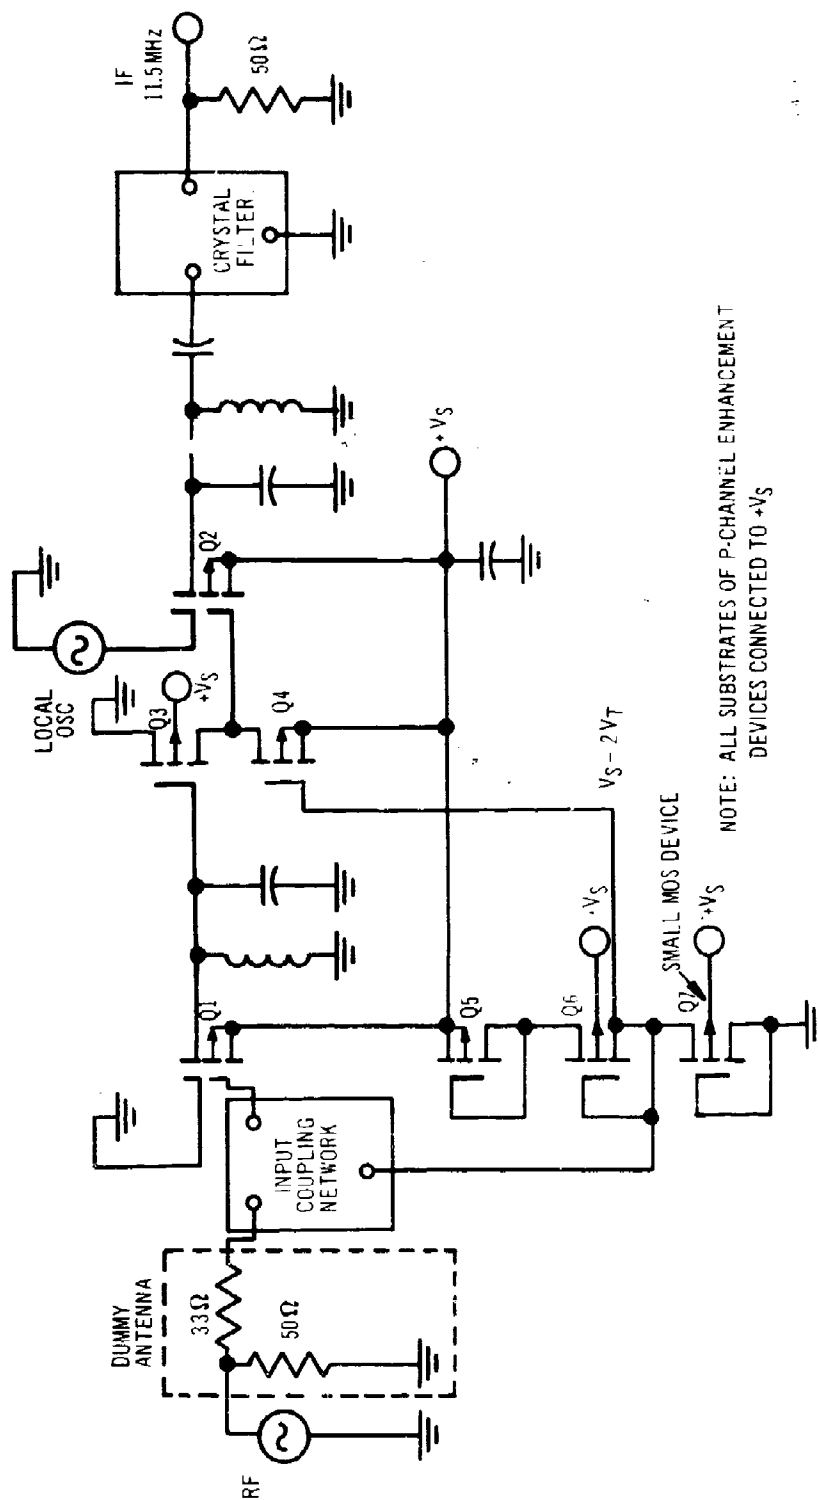 RF
DUMMY
ANTENNA
33Ω
50Ω
INPUT
COUPLING
NETWORK
Q1
Q5
Q6
Q7
+VS
+VS
SMALL MOS DEVICE
VS - 2VT
LOCAL
OSC
Q3
+VS
Q4
Q2
+VS
CRYSTAL
FILTER
IF
11.5 MHz
50Ω
NOTE: ALL SUBSTRATES OF P-CHANNEL ENHANCEMENT
DEVICES CONNECTED TO +VS